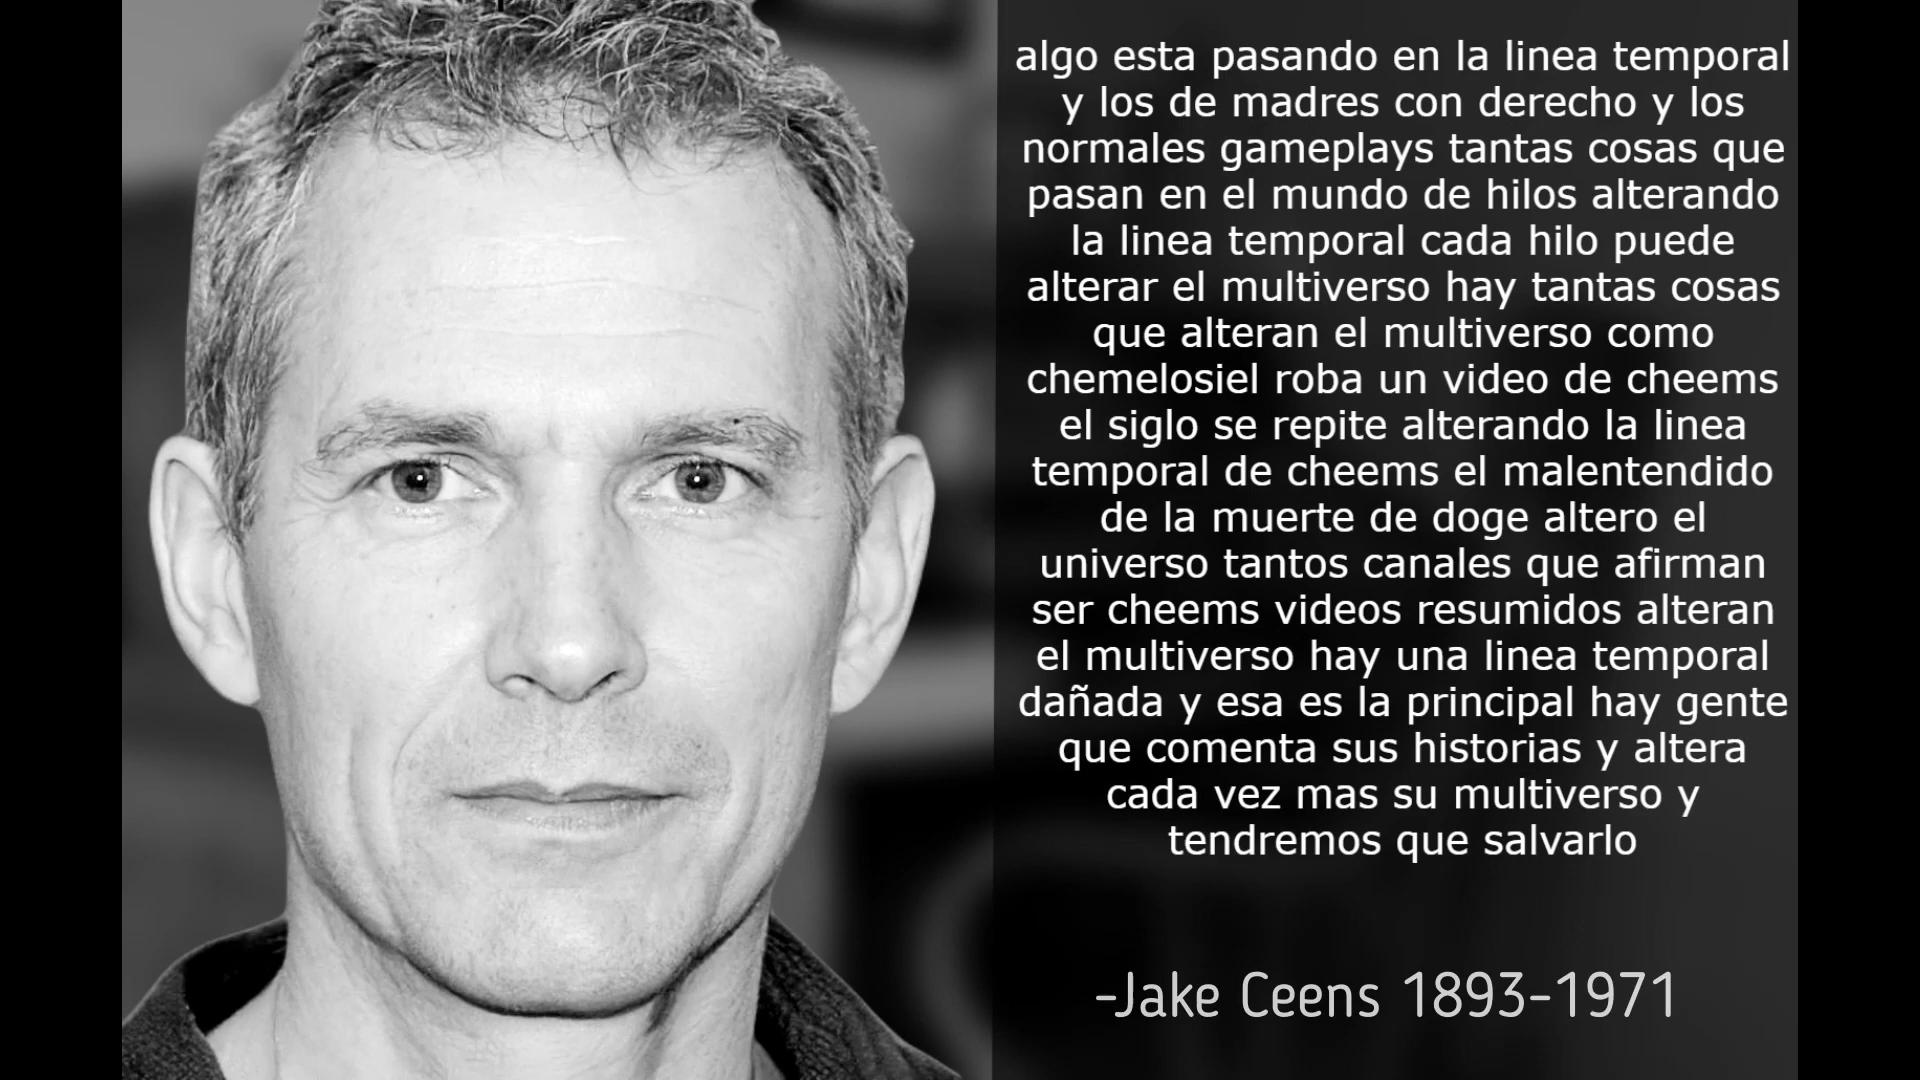 algo esta pasando en la linea temporal
y los de madres con derecho y los
normales gameplays tantas cosas que
pasan en el mundo de hilos alterando
la linea temporal cada hilo puede
alterar el multiverso hay tantas cosas
que alteran el multiverso como
chemelosiel roba un video de cheems
el siglo se repite alterando la linea
temporal de cheems el malentendido
de la muerte de doge altero el
universo tantos canales que afirman
ser cheems videos resumidos alteran
el multiverso hay una linea temporal
dañada y esa es la principal hay gente
que comenta sus historias y altera
cada vez mas su multiverso y
tendremos que salvarlo
-Jake Ceens 1893-1971